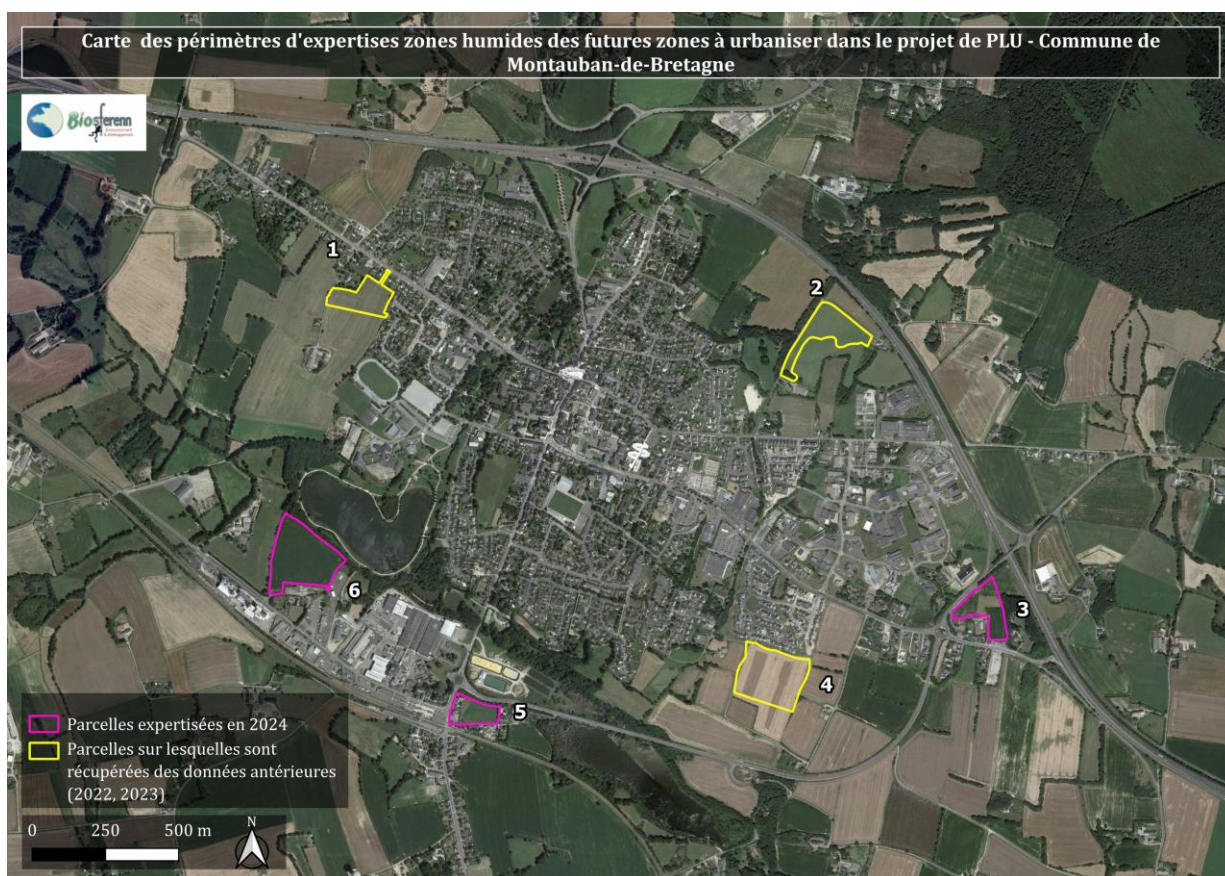 Carte des périmètres d'expertises zones humides des futures zones à urbaniser dans le projet de PLU - Commune de
Montauban-de-Bretagne
Biosferenn
1
2
3
4
5
6
Parcelles expertisées en 2024
Parcelles sur lesquelles sont
récupérées des données antérieures
(2022, 2023)
0 250 500 m
N